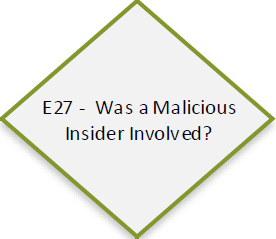 E27 - Was a Malicious
Insider Involved?